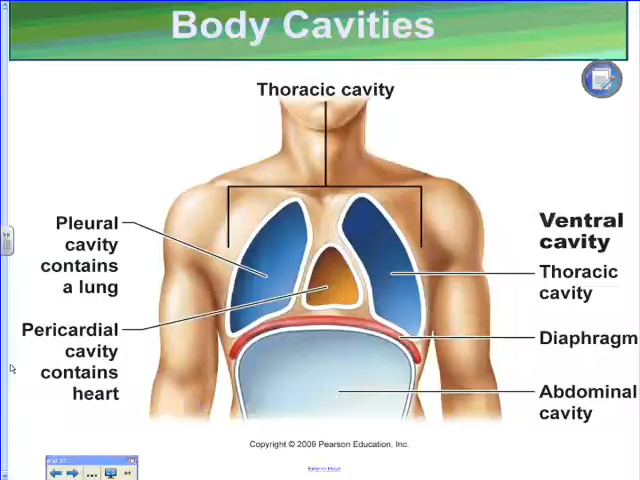 Body Cavities
Thoracic cavity
Pleural
cavity
contains
a lung
Pericardial
cavity
contains
heart
Ventral
cavity
Thoracic
cavity
Diaphragm
Abdominal
cavity
Copyright © 2009 Pearson Education, Inc.